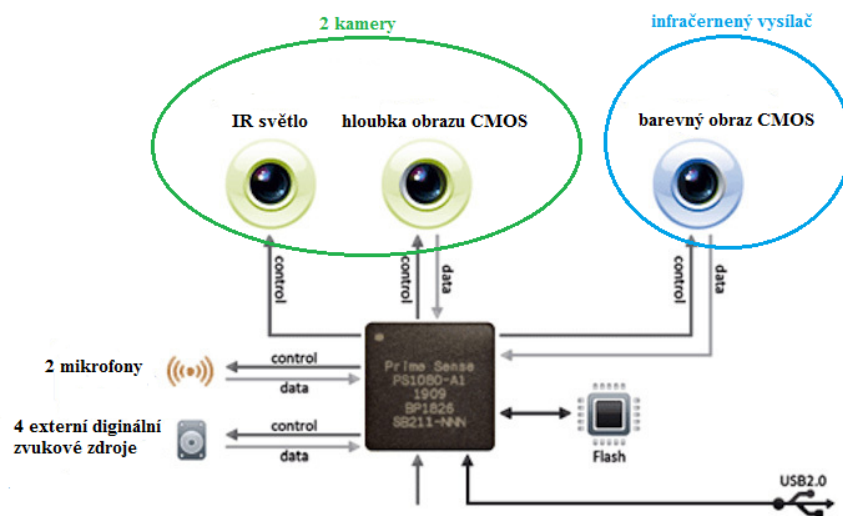 2 kamery
infračernený vysílač
IR světlo
hloubka obrazu CMOS
barevný obraz CMOS
control
control
data
control
data
2 mikrofony
control
data
4 externí diginální
zvukové zdroje
control
data
Prime Sense
PS1080-A1
1909
BP1826
SB211-NNN
Flash
USB2.0